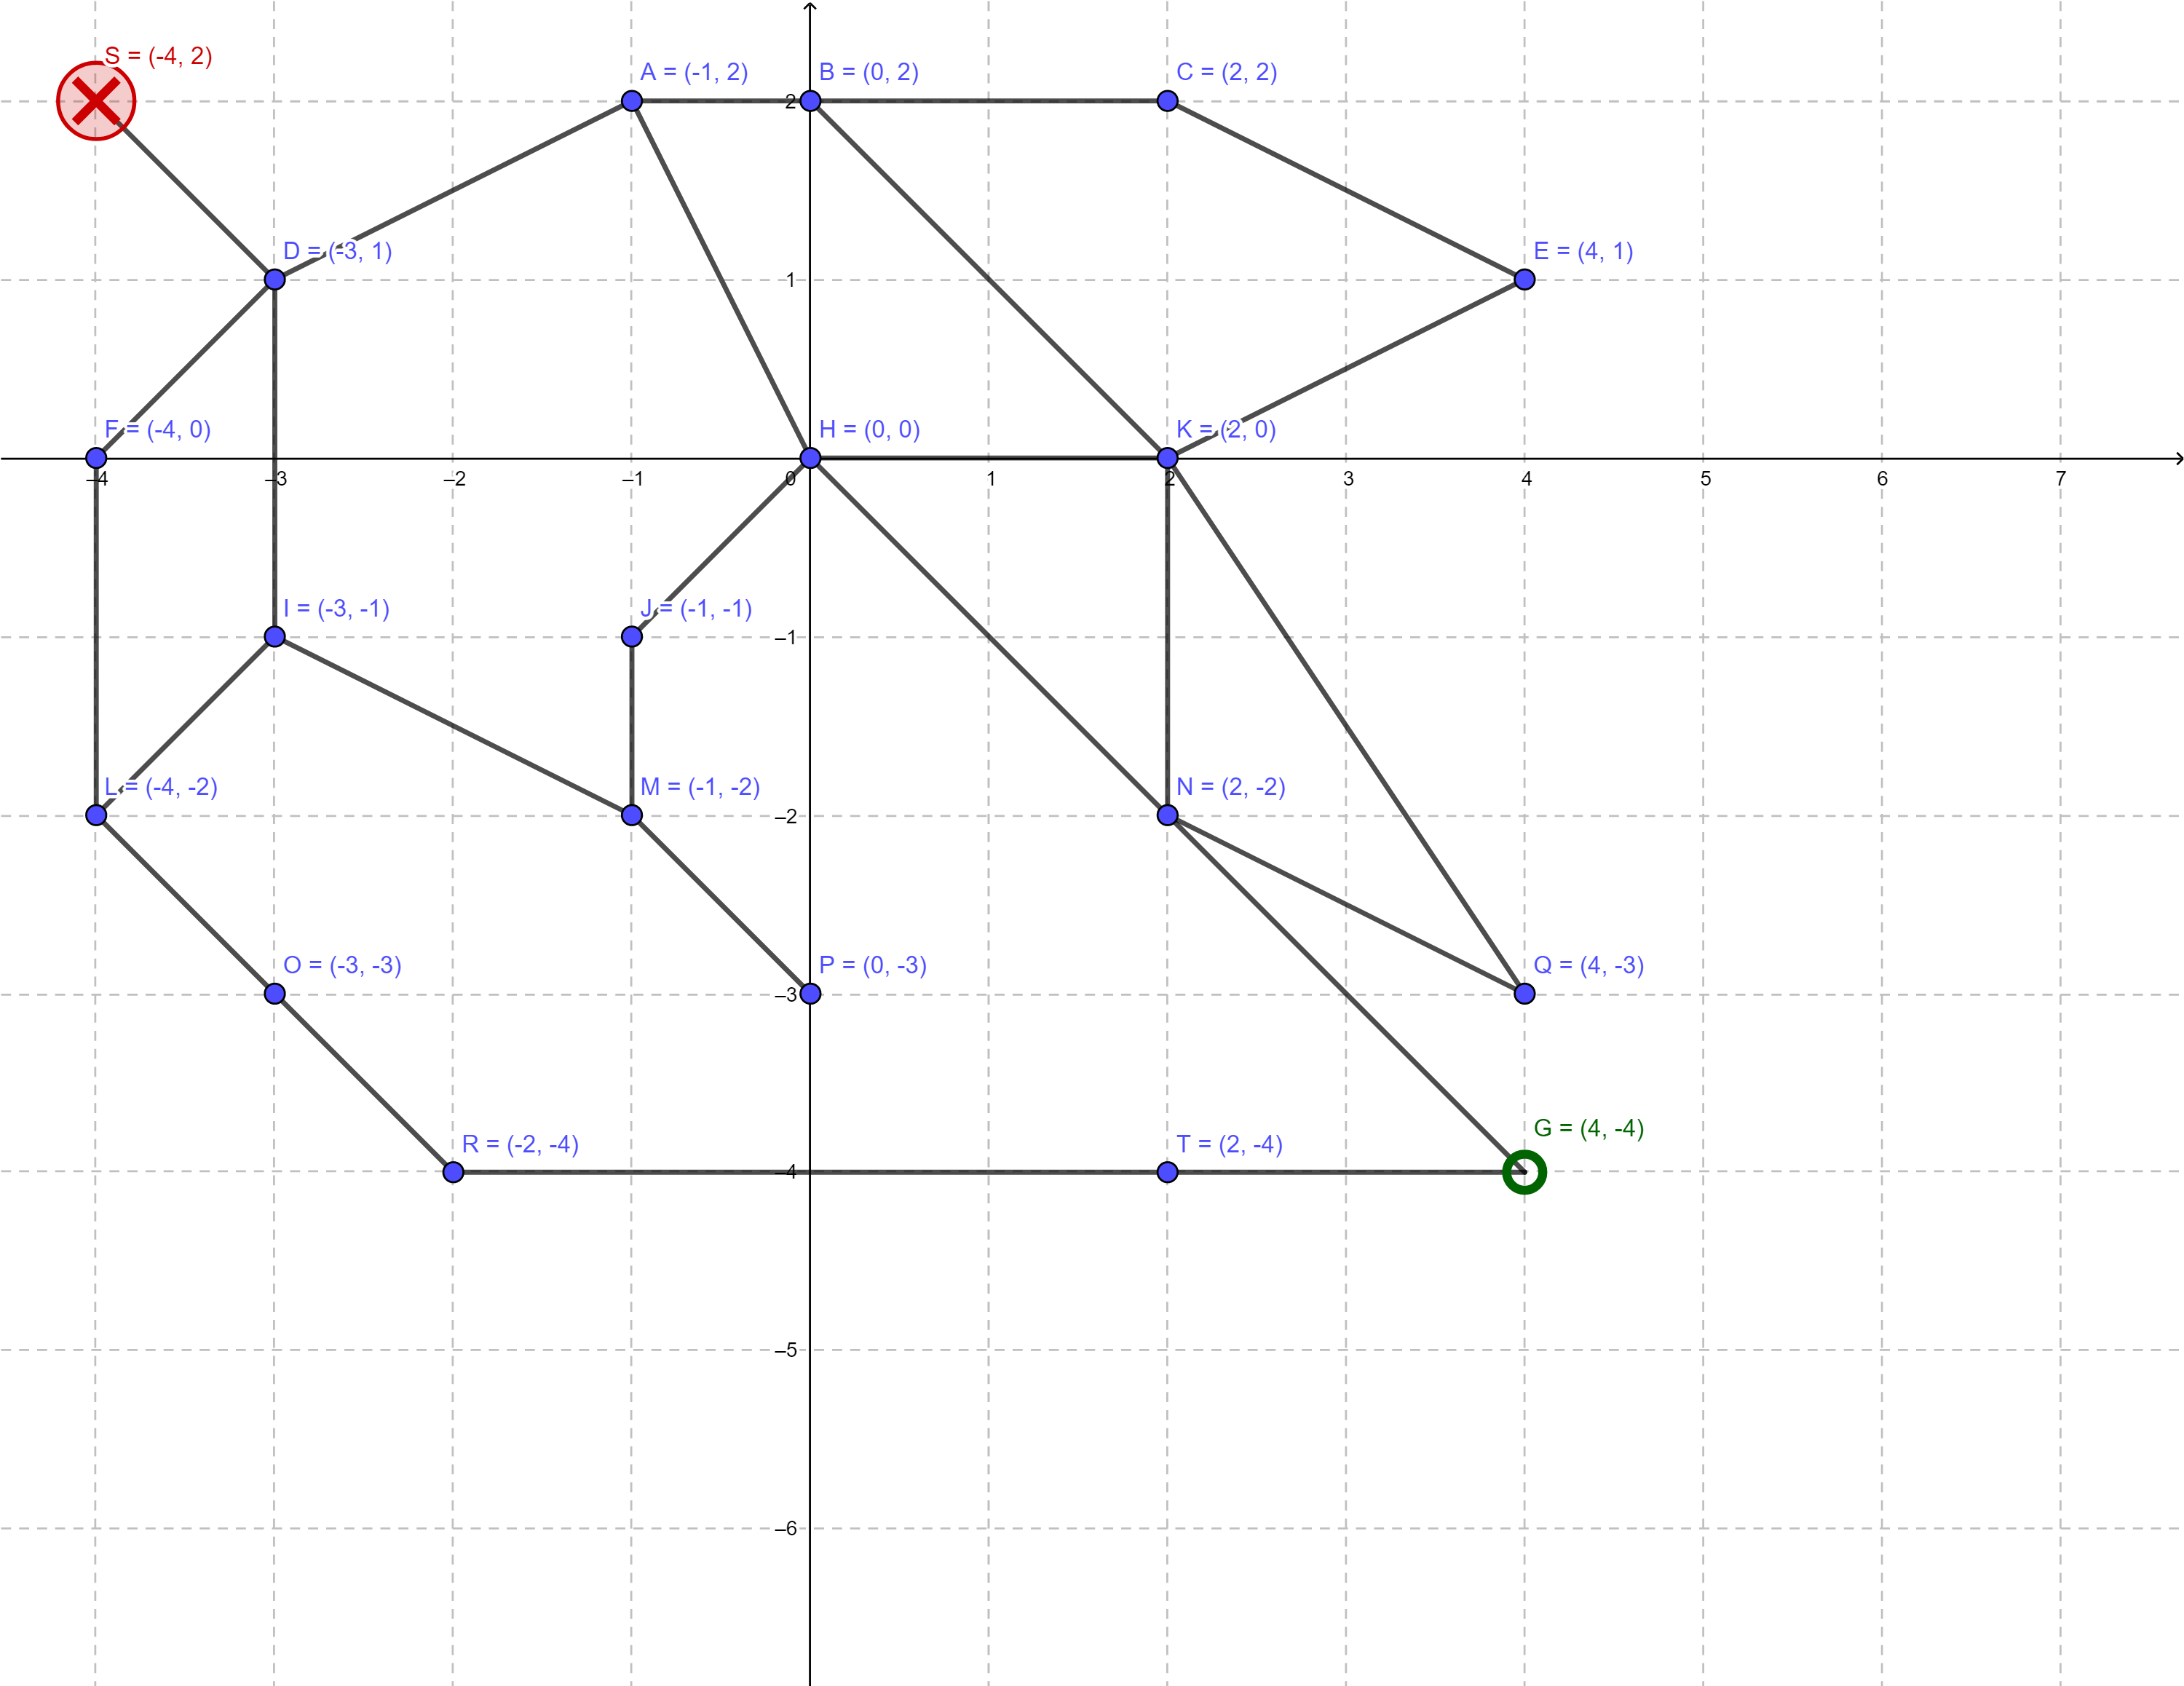 S = (-4, 2)
A = (-1, 2)
B = (0, 2)
C = (2, 2)
2
D = (-3, 1)
E = (4, 1)
1
F = (-4, 0)
H = (0, 0)
K = (2, 0)
–4
–3
–2
–1
0
1
2
3
4
5
6
7
I = (-3, -1)
J = (-1, -1)
–1
L = (-4, -2)
M = (-1, -2)
N = (2, -2)
–2
O = (-3, -3)
P = (0, -3)
Q = (4, -3)
–3
R = (-2, -4)
T = (2, -4)
G = (4, -4)
–4
–5
–6